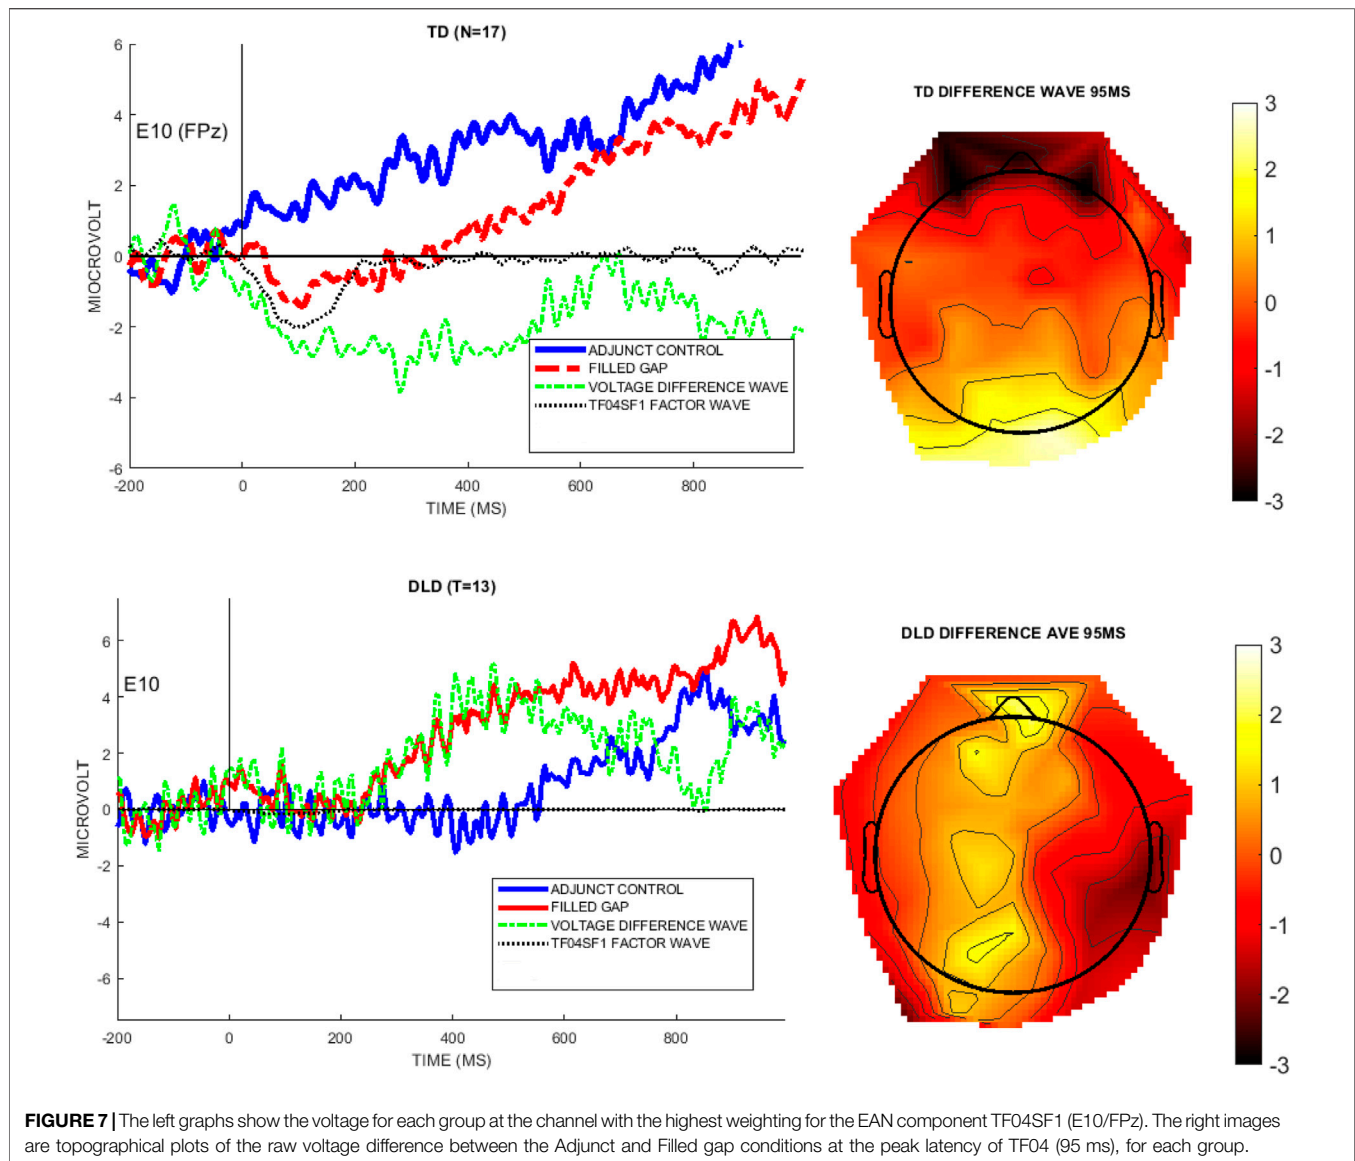 TD (N=17)
6
4
2
0
-2
-4
-6
MIOCROVOLT
E10 (FPz)
ADJUNCT CONTROL
FILLED GAP
VOLTAGE DIFFERENCE WAVE
TF04SF1 FACTOR WAVE
-200 0 200 400 600 800
TIME (MS)
TD DIFFERENCE WAVE 95MS
3
2
1
0
-1
-2
-3
DLD (T=13)
6
4
2
0
-2
-4
-6
MICROVOLT
E10
ADJUNCT CONTROL
FILLED GAP
VOLTAGE DIFFERENCE WAVE
TF04SF1 FACTOR WAVE
-200 0 200 400 600 800
TIME (MS)
DLD DIFFERENCE AVE 95MS
3
2
1
0
-1
-2
-3
FIGURE 7 | The left graphs show the voltage for each group at the channel with the highest weighting for the EAN component TF04SF1 (E10/FPz). The right images
are topographical plots of the raw voltage difference between the Adjunct and Filled gap conditions at the peak latency of TF04 (95 ms), for each group.